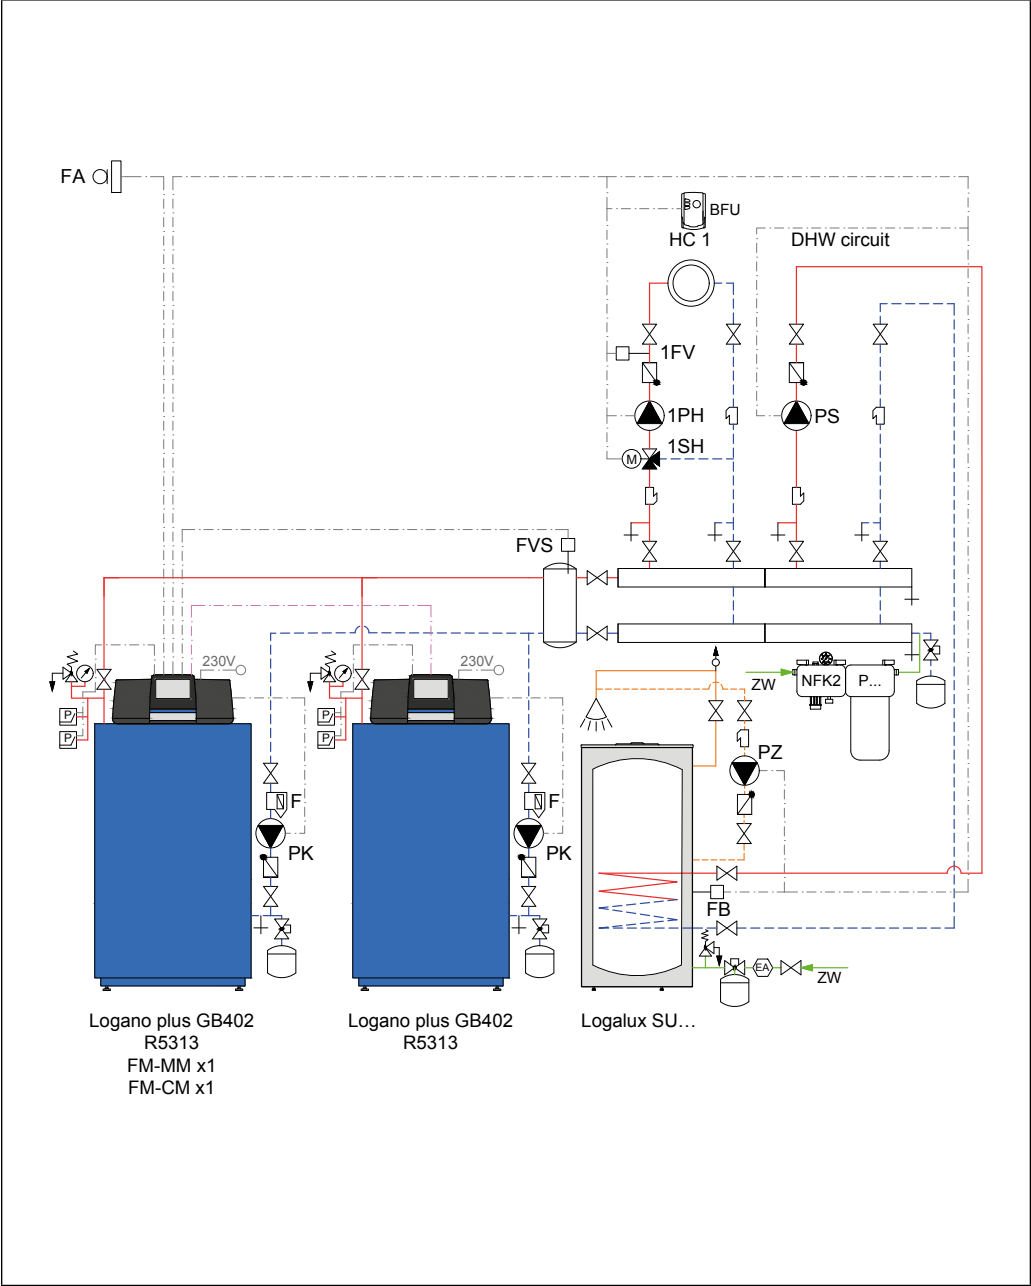 FA
BFU
HC 1
DHW circuit
1FV
1PH
PS
1SH
M
FVS
230V
230V
ZW
NFK2
P...
P
P
P
P
F
F
PZ
PK
PK
FB
EA
ZW
Logano plus GB402
R5313
FM-MM x1
FM-CM x1
Logano plus GB402
R5313
Logalux SU...